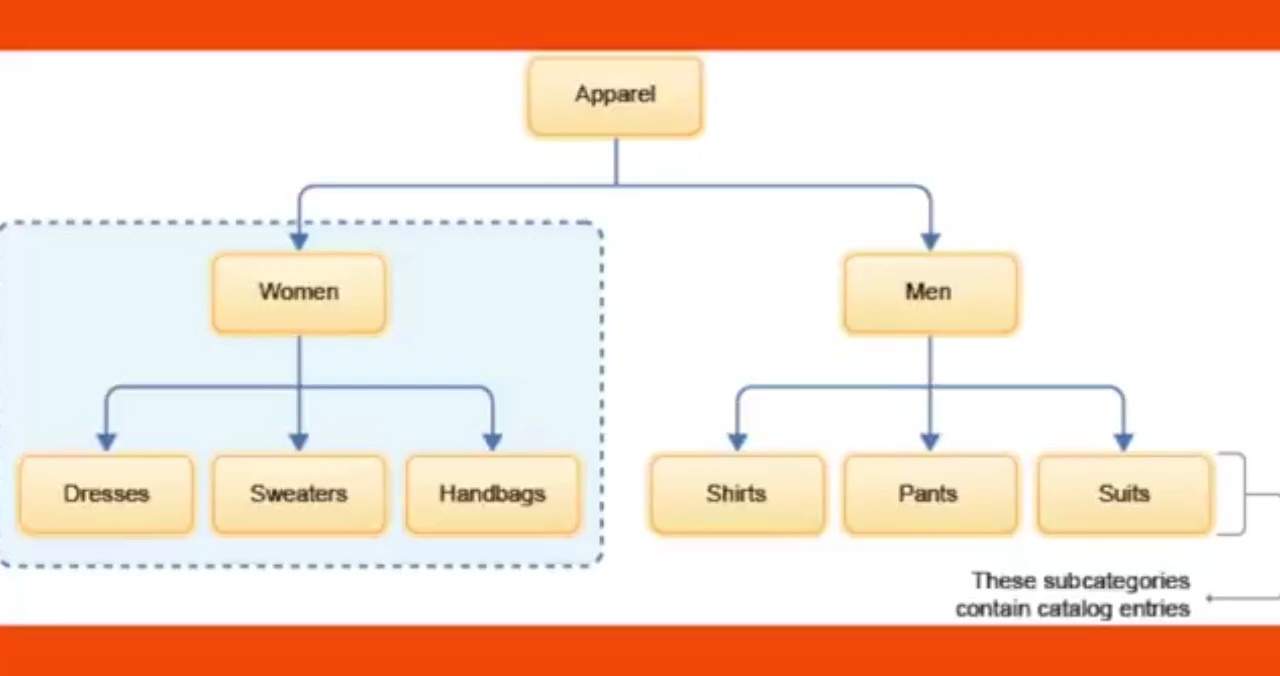 Apparel
Women
Men
Dresses
Sweaters
Handbags
Shirts
Pants
Suits
These subcategories
contain catalog entries